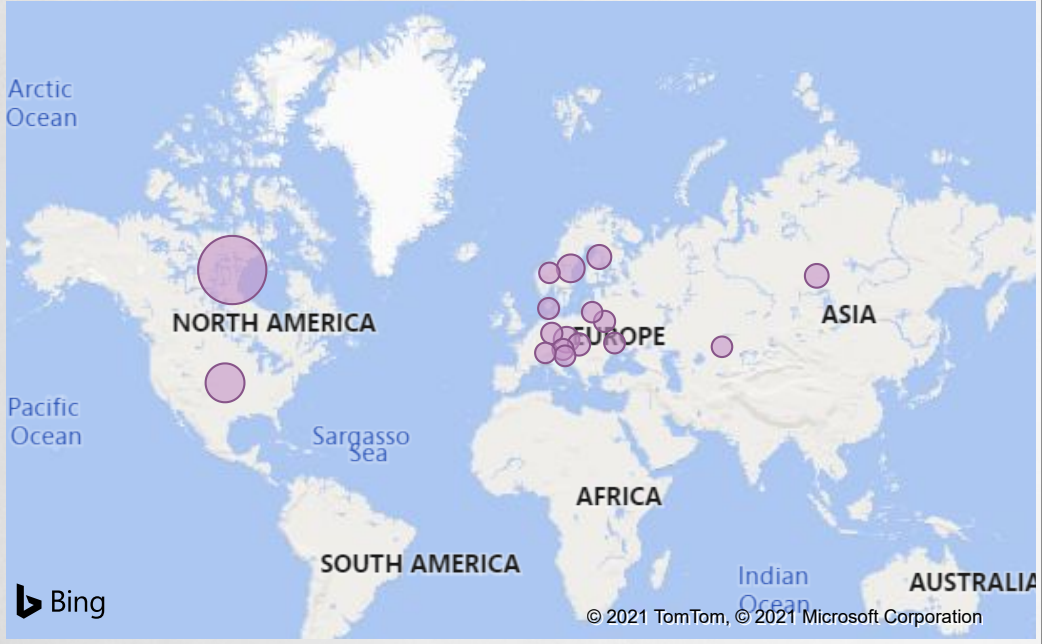 Arctic
Ocean
NORTH AMERICA
EUROPE
ASIA
Pacific
Ocean
Sargasso
Sea
AFRICA
SOUTH AMERICA
Indian
Ocean
AUSTRALIA
Bing
© 2021 TomTom, © 2021 Microsoft Corporation